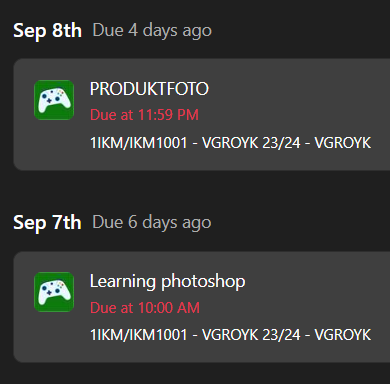 Sep 8th Due 4 days ago
PRODUKTFOTO
Due at 11:59 PM
1IKM/IKM1001 - VGROYK 23/24 - VGROYK
Sep 7th Due 6 days ago
Learning photoshop
Due at 10:00 AM
1IKM/IKM1001 - VGROYK 23/24 - VGROYK